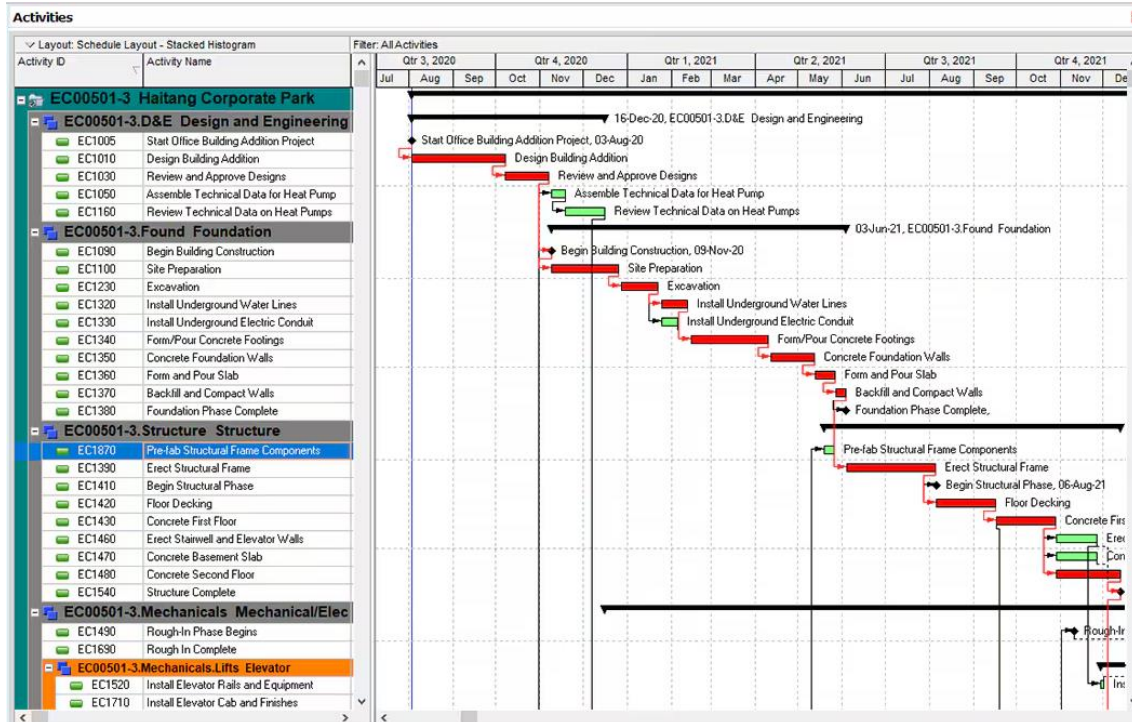 Activities
Layout: Schedule Layout - Stacked Histogram Filter: All Activities
Activity ID Activity Name Qtr 3, 2020 Qtr 4, 2020 Qtr 1, 2021 Qtr 2, 2021 Qtr 3, 2021 Qtr 4, 2021
Jul Aug Sep Oct Nov Dec Jan Feb Mar Apr May Jun Jul Aug Sep Oct Nov De
EC00501-3 Haitang Corporate Park
EC00501-3.D&E Design and Engineering 16-Dec-20, EC00501-3.D&E Design and Engineering
EC1005 Start Office Building Addition Project Start Office Building Addition Project, 03-Aug-20
EC1010 Design Building Addition Design Building Addition
EC1030 Review and Approve Designs Review and Approve Designs
EC1050 Assemble Technical Data for Heat Pump Assemble Technical Data for Heat Pump
EC1160 Review Technical Data on Heat Pumps Review Technical Data on Heat Pumps
EC00501-3.Found Foundation 03-Jun-21, EC00501-3.Found Foundation
EC1090 Begin Building Construction Begin Building Construction, 09-Nov-20
EC1100 Site Preparation Site Preparation
EC1230 Excavation Excavation
EC1320 Install Underground Water Lines Install Underground Water Lines
EC1330 Install Underground Electric Conduit Install Underground Electric Conduit
EC1340 Form/Pour Concrete Footings Form/Pour Concrete Footings
EC1350 Concrete Foundation Walls Concrete Foundation Walls
EC1360 Form and Pour Slab Form and Pour Slab
EC1370 Backfill and Compact Walls Backfill and Compact Walls
EC1380 Foundation Phase Complete Foundation Phase Complete,
EC00501-3.Structure Structure
EC1870 Pre-fab Structural Frame Components Pre-fab Structural Frame Components
EC1390 Erect Structural Frame Erect Structural Frame
EC1410 Begin Structural Phase Begin Structural Phase, 06-Aug-21
EC1420 Floor Decking Floor Decking
EC1430 Concrete First Floor Concrete Firs
EC1460 Erect Stairwell and Elevator Walls Erec
EC1470 Concrete Basement Slab Con
EC1480 Concrete Second Floor
EC1540 Structure Complete
EC00501-3.Mechanicals Mechanical/Elec
EC1490 Rough-In Phase Begins Rough-In
EC1690 Rough In Complete
EC00501-3.Mechanicals.Lifts Elevator
EC1520 Install Elevator Rails and Equipment Ins
EC1710 Install Elevator Cab and Finishes